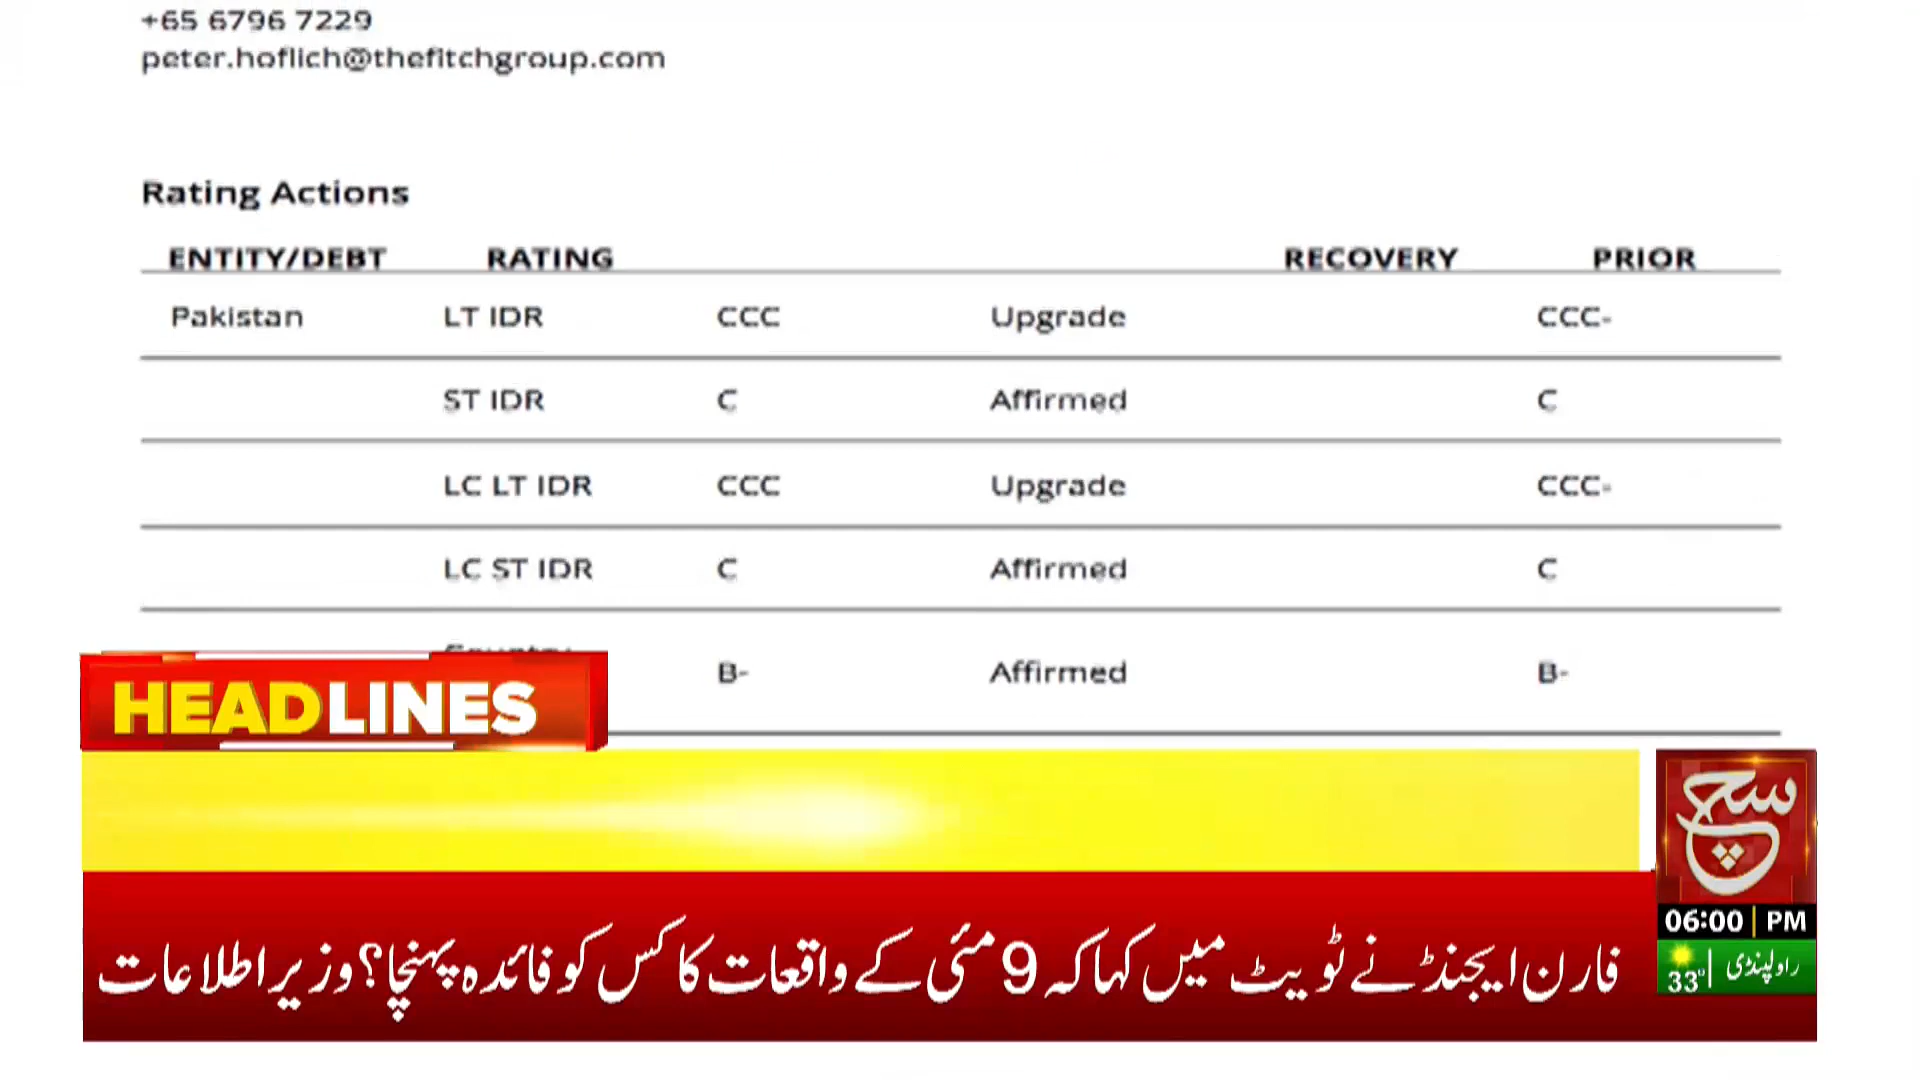 +65 6796 7229
peter.hoflich@thefitchgroup.com
Rating Actions
ENTITY/DEBT RATING RECOVERY PRIOR
Pakistan LT IDR CCC Upgrade CCC-
ST IDR C Affirmed C
LC LT IDR CCC Upgrade CCC-
LC ST IDR C Affirmed C
B- Affirmed B-
HEADLINES
سچ
06:00 PM
راولپنڈی 33°
فارن ایجنڈے نے ٹویٹ میں کہا کہ 9 مئی کے واقعات کا کس کو فائدہ پہنچا؟ وزیر اطلاعات